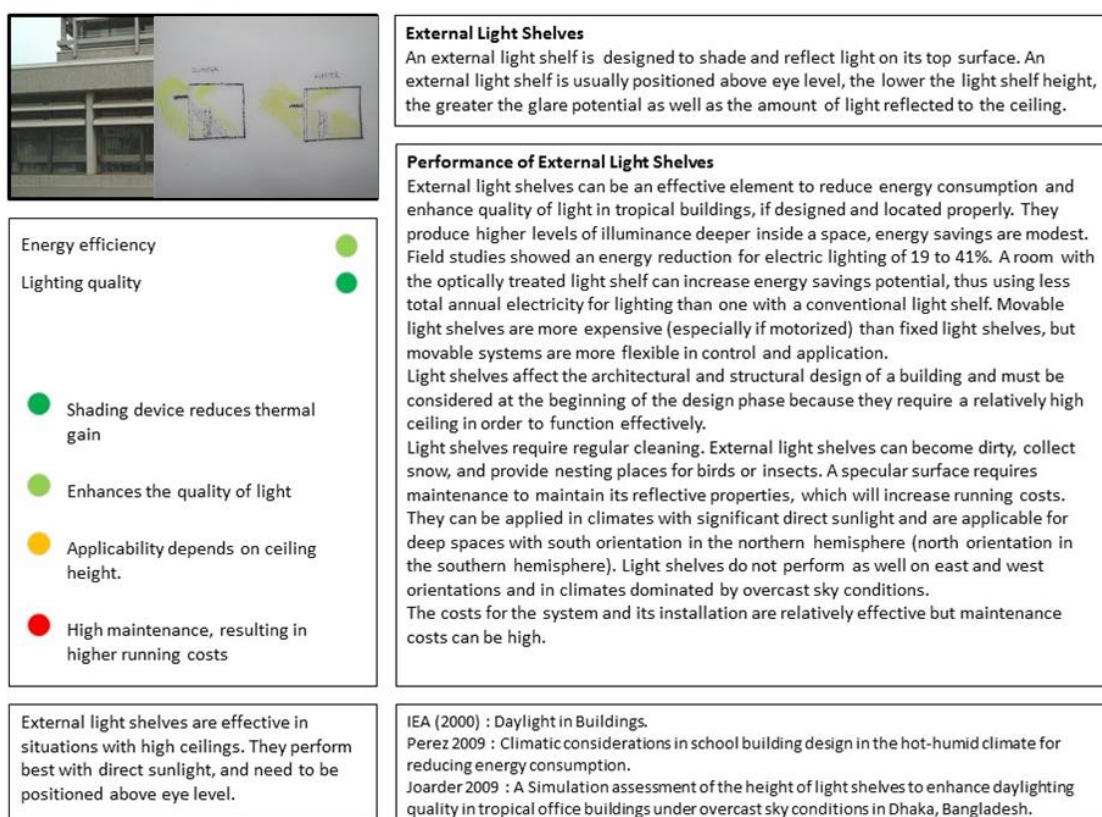 SUMMER
WINTER
External Light Shelves
An external light shelf is designed to shade and reflect light on its top surface. An
external light shelf is usually positioned above eye level, the lower the light shelf height,
the greater the glare potential as well as the amount of light reflected to the ceiling.
Energy efficiency
Lighting quality
Shading device reduces thermal
gain
Enhances the quality of light
Applicability depends on ceiling
height.
High maintenance, resulting in
higher running costs
Performance of External Light Shelves
External light shelves can be an effective element to reduce energy consumption and
enhance quality of light in tropical buildings, if designed and located properly. They
produce higher levels of illuminance deeper inside a space, energy savings are modest.
Field studies showed an energy reduction for electric lighting of 19 to 41%. A room with
the optically treated light shelf can increase energy savings potential, thus using less
total annual electricity for lighting than one with a conventional light shelf. Movable
light shelves are more expensive (especially if motorized) than fixed light shelves, but
movable systems are more flexible in control and application.
Light shelves affect the architectural and structural design of a building and must be
considered at the beginning of the design phase because they require a relatively high
ceiling in order to function effectively.
Light shelves require regular cleaning. External light shelves can become dirty, collect
snow, and provide nesting places for birds or insects. A specular surface requires
maintenance to maintain its reflective properties, which will increase running costs.
They can be applied in climates with significant direct sunlight and are applicable for
deep spaces with south orientation in the northern hemisphere (north orientation in
the southern hemisphere). Light shelves do not perform as well on east and west
orientations and in climates dominated by overcast sky conditions.
The costs for the system and its installation are relatively effective but maintenance
costs can be high.
External light shelves are effective in
situations with high ceilings. They perform
best with direct sunlight, and need to be
positioned above eye level.
IEA (2000) : Daylight in Buildings.
Perez 2009 : Climatic considerations in school building design in the hot-humid climate for
reducing energy consumption.
Joarder 2009 : A Simulation assessment of the height of light shelves to enhance daylighting
quality in tropical office buildings under overcast sky conditions in Dhaka, Bangladesh.